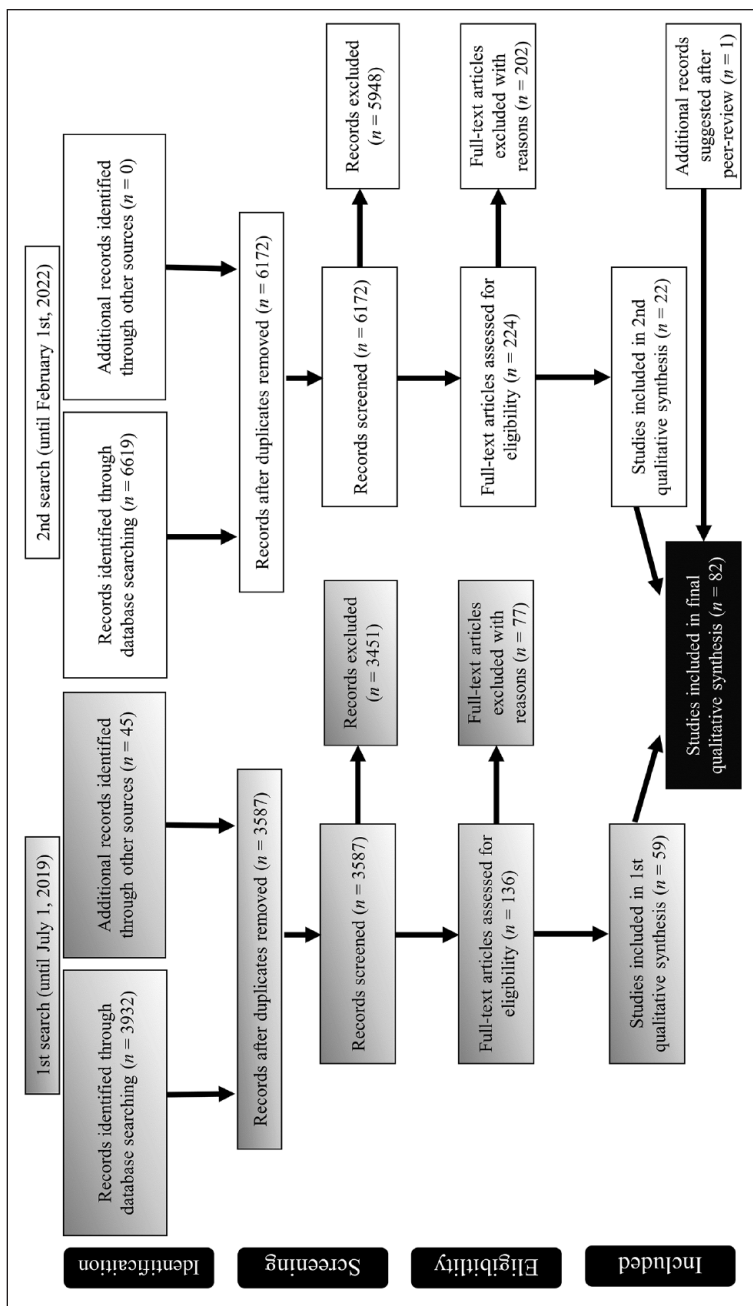 1st search (until July 1, 2019)
2nd search (until February 1st, 2022)
Identificaition
Records identified through
database searching (n = 3932)
Additional records identified
through other sources (n = 45)
Records identified through
database searching (n = 6619)
Additional records identified
through other sources (n = 0)
Screening
Records after duplicates removed (n = 3587)
Records after duplicates removed (n = 6172)
Records screened (n = 3587)
Records excluded
(n = 3451)
Records screened (n = 6172)
Records excluded
(n = 5948)
Eligibitlity
Full-text articles assessed for
eligibility (n = 136)
Full-text articles
excluded with
reasons (n = 77)
Full-text articles assessed for
eligibility (n = 224)
Full-text articles
excluded with
reasons (n = 202)
Included
Studies included in 1st
qualitative synthesis (n = 59)
Studies included in 2nd
qualitative synthesis (n = 22)
Additional records
suggested after
peer-review (n = 1)
Studies included in final
qualitative synthesis (n = 82)